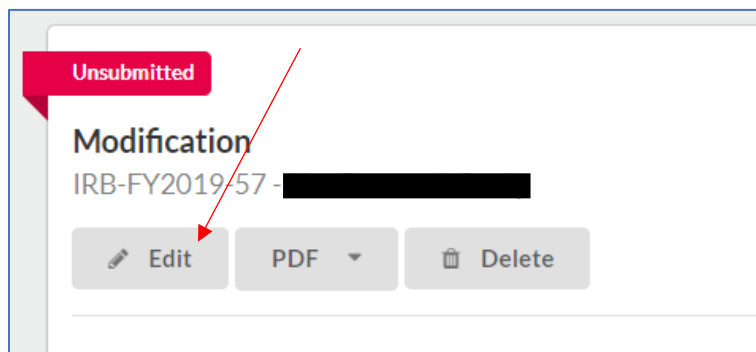 Unsubmitted
Modification
IRB-FY2019-57 -
Edit PDF Delete